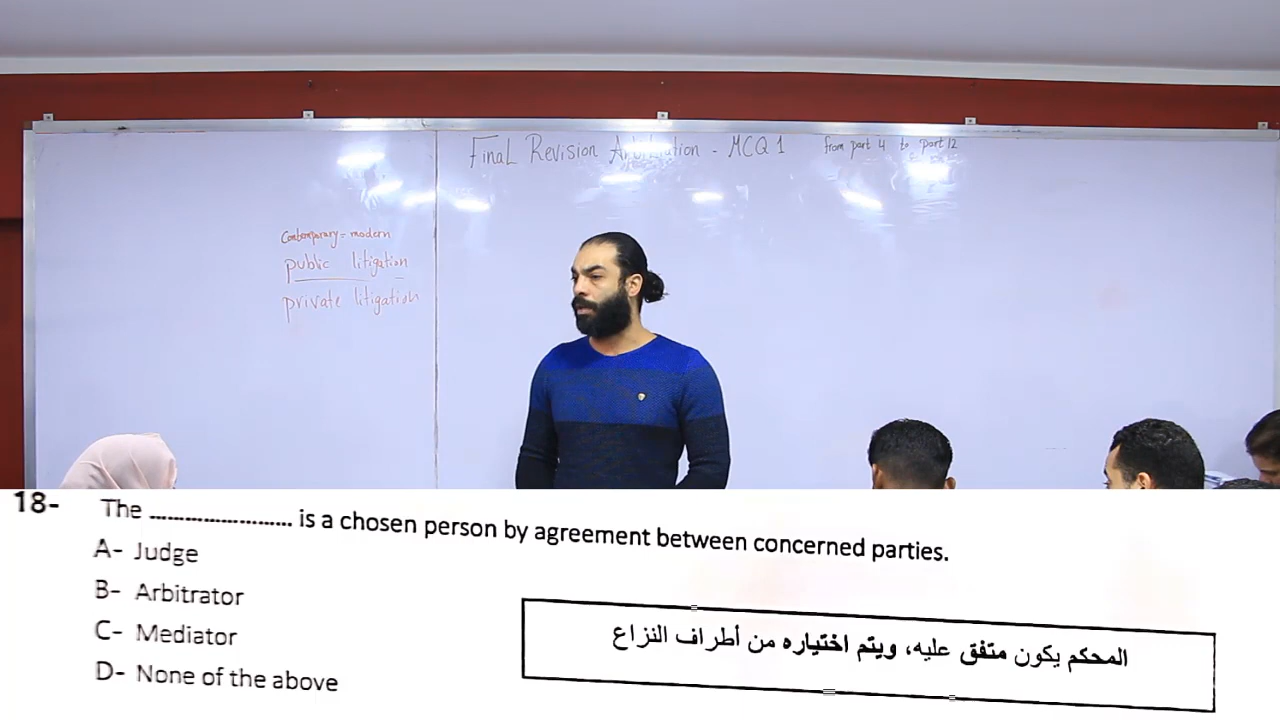 Final Revision Arbitration - MCQ 1 from part 4 to part 12
Contemporary = modern
public litigation
private litigation
18- The ........................ is a chosen person by agreement between concerned parties.
A- Judge
B- Arbitrator
C- Mediator
D- None of the above
المحكم يكون متفق عليه، ويتم اختياره من أطراف النزاع